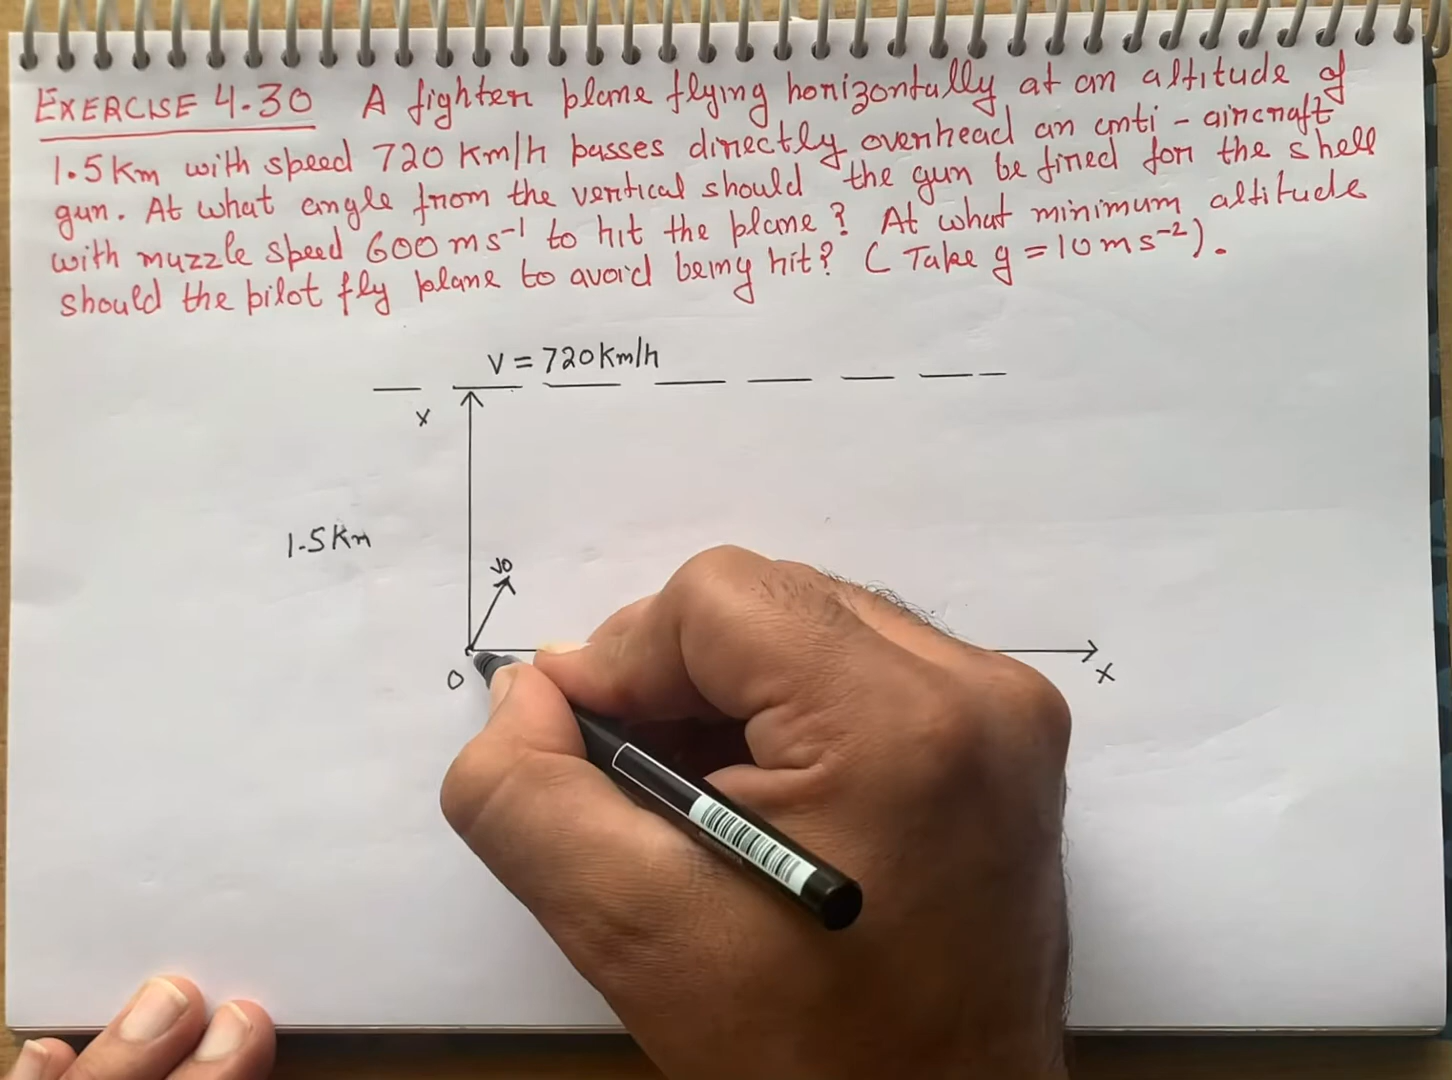 EXERCISE 4.30 A fighter plane flying horizontally at an altitude of
1.5 Km with speed 720 Km/h passes directly overhead an anti-aircraft
gun. At what angle from the vertical should the gun be fired for the shell
with muzzle speed 600 ms⁻¹ to hit the plane? At what minimum altitude
should the pilot fly plane to avoid being hit? (Take g = 10 ms⁻²).
V = 720 Km/h
x
1.5 Km
v0
O
X